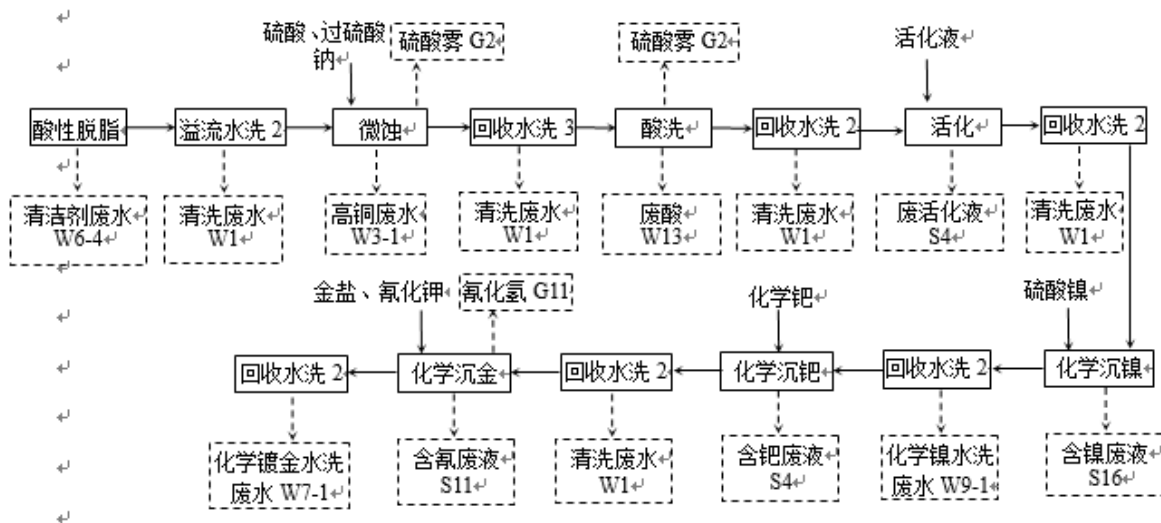 硫酸、过硫酸
钠
硫酸雾 G2
硫酸雾 G2
活化液
酸性脱脂
溢流水洗 2
微蚀
回收水洗 3
酸洗
回收水洗 2
活化
回收水洗 2
清洁剂废水
W6-4
清洗废水
W1
高铜废水
W3-1
清洗废水
W1
废酸
W13
清洗废水
W1
废活化液
S4
清洗废水
W1
金盐、氰化钾
氰化氢 G11
化学钯
硫酸镍
回收水洗 2
化学沉金
回收水洗 2
化学沉钯
回收水洗 2
化学沉镍
化学镀金水洗
废水 W7-1
含氰废液
S11
清洗废水
W1
含钯废液
S4
化学镍水洗
废水 W9-1
含镍废液
S16